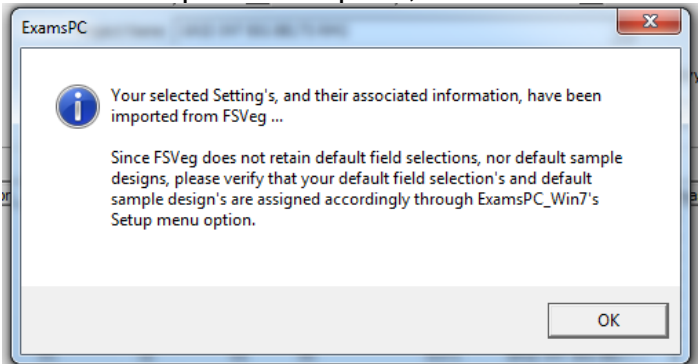 ExamsPC
Your selected Setting's, and their associated information, have been
imported from FSVeg ...
Since FSVeg does not retain default field selections, nor default sample
designs, please verify that your default field selection's and default
sample design's are assigned accordingly through ExamsPC_Win7's
Setup menu option.
OK